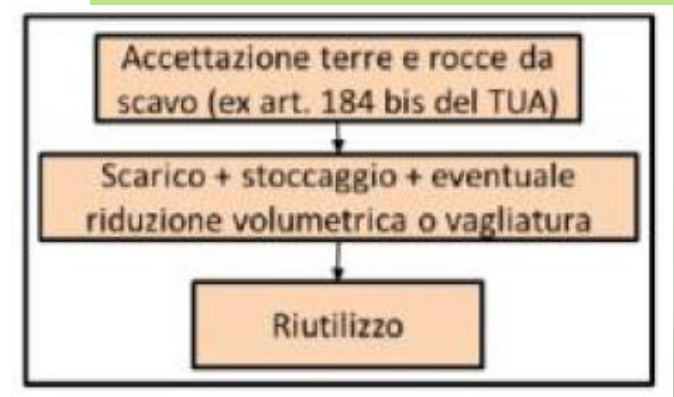 Accettazione terre e rocce da
scavo (ex art. 184 bis del TUA)
Scarico + stoccaggio + eventuale
riduzione volumetrica o vagliatura
Riutilizzo